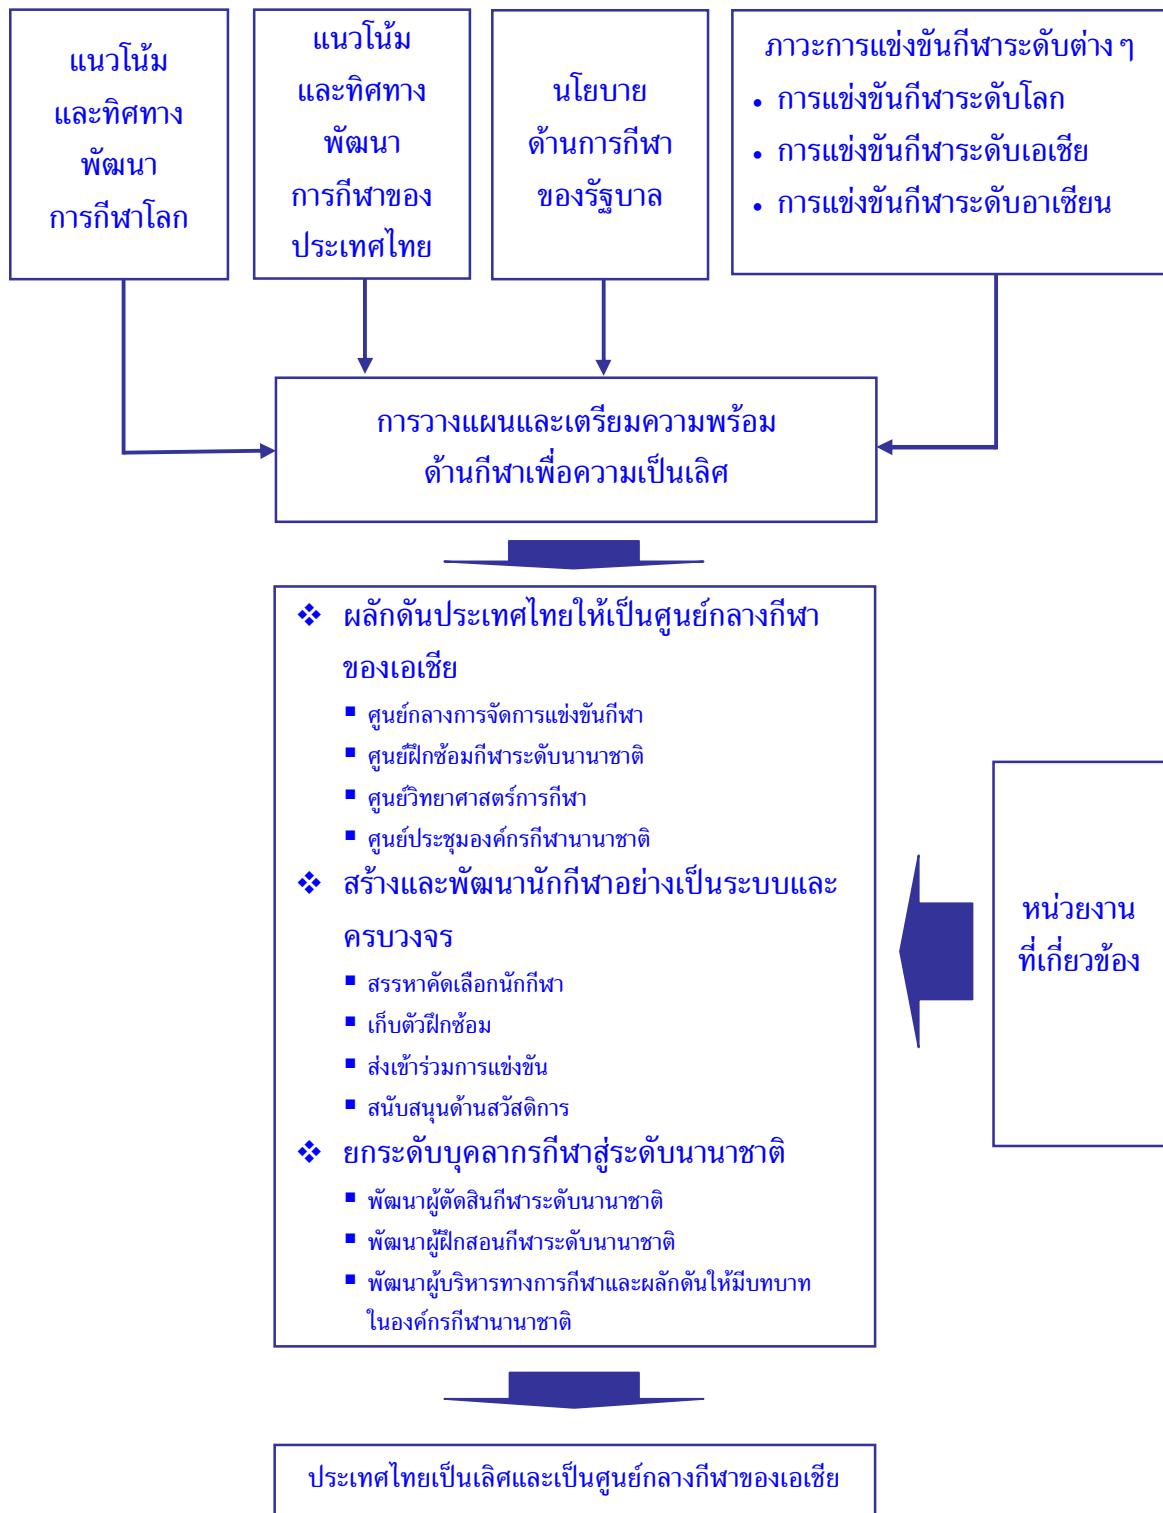 แนวโน้ม
และทิศทาง
พัฒนา
การกีฬาโลก
แนวโน้ม
และทิศทาง
พัฒนา
การกีฬาของ
ประเทศไทย
นโยบาย
ด้านการกีฬา
ของรัฐบาล
ภาวะการแข่งขันกีฬาระดับต่าง ๆ
• การแข่งขันกีฬาระดับโลก
• การแข่งขันกีฬาระดับเอเชีย
• การแข่งขันกีฬาระดับอาเซียน
การวางแผนและเตรียมความพร้อม
ด้านกีฬาเพื่อความเป็นเลิศ
❖ ผลักดันประเทศไทยให้เป็นศูนย์กลางกีฬา
ของเอเชีย
▪ ศูนย์กลางการจัดการแข่งขันกีฬา
▪ ศูนย์ฝึกซ้อมกีฬาระดับนานาชาติ
▪ ศูนย์วิทยาศาสตร์การกีฬา
▪ ศูนย์ประชุมองค์กรกีฬานานาชาติ
❖ สร้างและพัฒนานักกีฬาอย่างเป็นระบบและ
ครบวงจร
▪ สรรหาคัดเลือกนักกีฬา
▪ เก็บตัวฝึกซ้อม
▪ ส่งเข้าร่วมการแข่งขัน
▪ สนับสนุนด้านสวัสดิการ
❖ ยกระดับบุคลากรกีฬาสู่ระดับนานาชาติ
▪ พัฒนาผู้ตัดสินกีฬาระดับนานาชาติ
▪ พัฒนาผู้ฝึกสอนกีฬาระดับนานาชาติ
▪ พัฒนาผู้บริหารทางการกีฬาและผลักดันให้มีบทบาท
ในองค์กรกีฬานานาชาติ
หน่วยงาน
ที่เกี่ยวข้อง
ประเทศไทยเป็นเลิศและเป็นศูนย์กลางกีฬาของเอเชีย